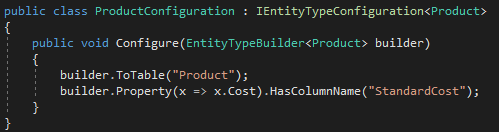 public class ProductConfiguration : IEntityTypeConfiguration<Product>
{
    public void Configure(EntityTypeBuilder<Product> builder)
    {
        builder.ToTable("Product");
        builder.Property(x => x.Cost).HasColumnName("StandardCost");
    }
}